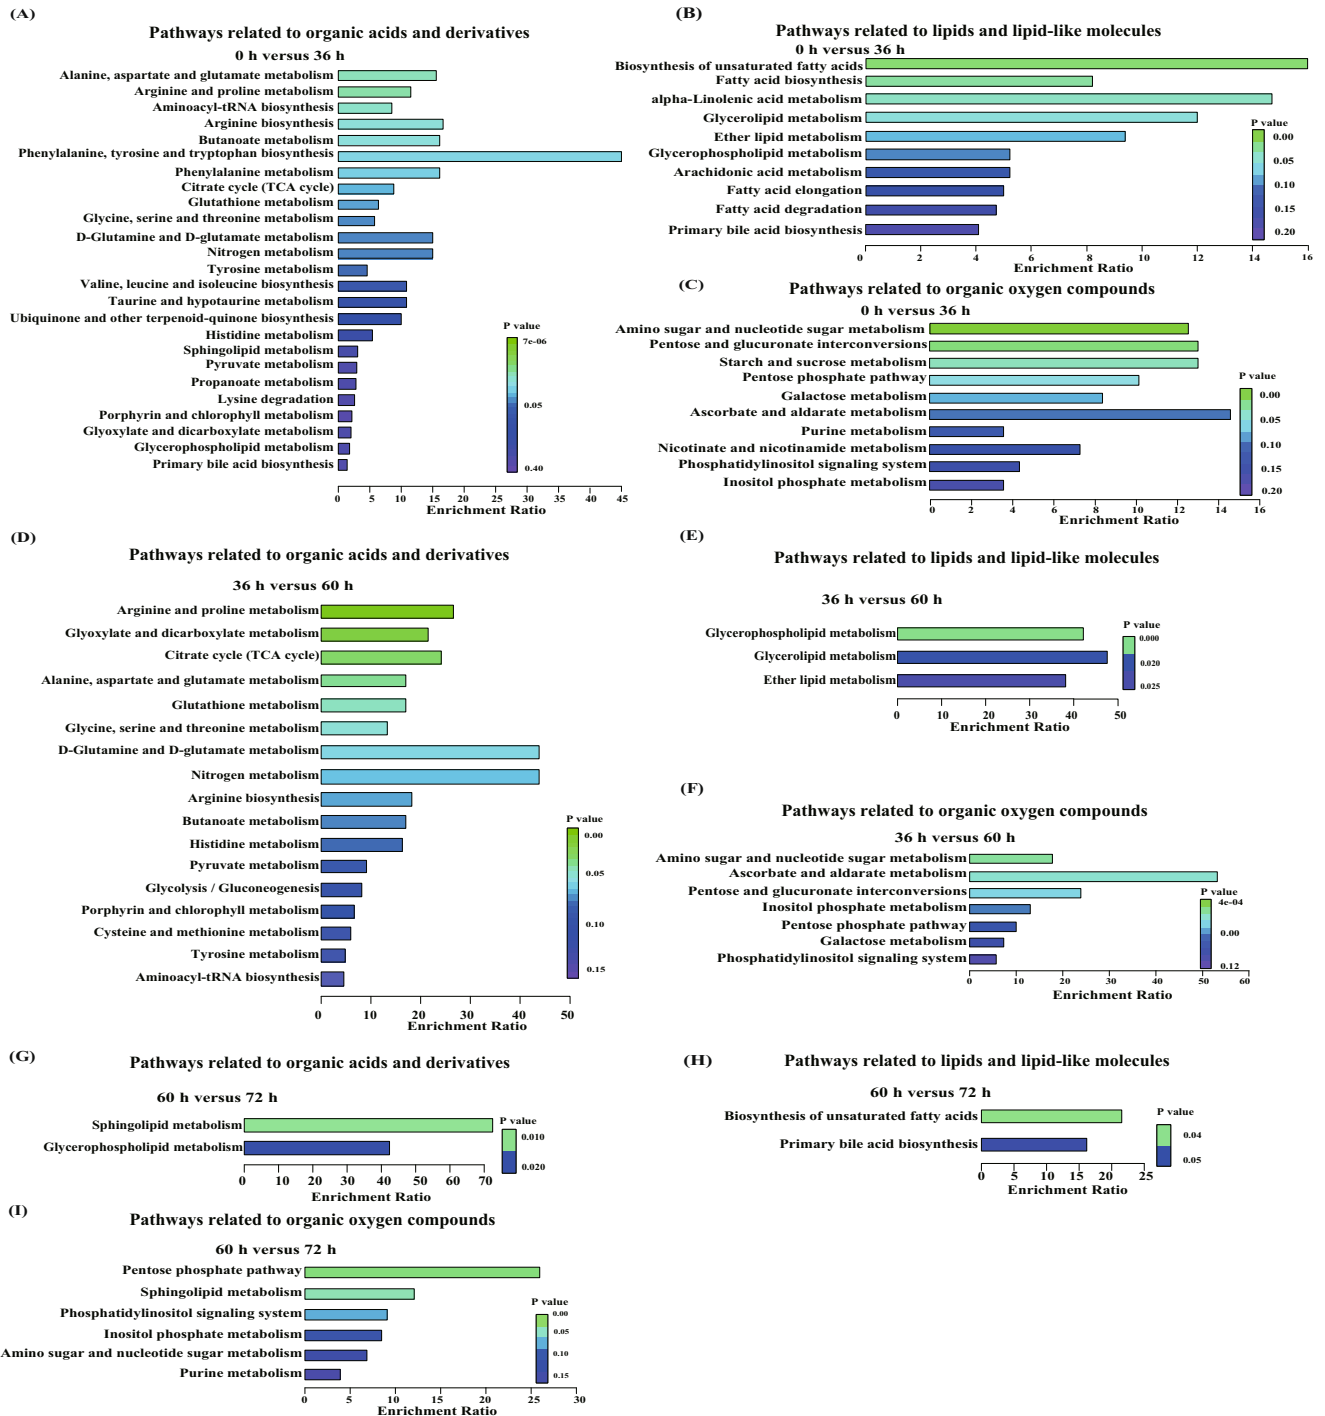 (A)
Pathways related to organic acids and derivatives
0 h versus 36 h
Alanine, aspartate and glutamate metabolism
Arginine and proline metabolism
Aminoacyl-tRNA biosynthesis
Arginine biosynthesis
Butanoate metabolism
Phenylalanine, tyrosine and tryptophan biosynthesis
Phenylalanine metabolism
Citrate cycle (TCA cycle)
Glutathione metabolism
Glycine, serine and threonine metabolism
D-Glutamine and D-glutamate metabolism
Nitrogen metabolism
Tyrosine metabolism
Valine, leucine and isoleucine biosynthesis
Taurine and hypotaurine metabolism
Ubiquinone and other terpenoid-quinone biosynthesis
Histidine metabolism
Sphingolipid metabolism
Pyruvate metabolism
Propanoate metabolism
Lysine degradation
Porphyrin and chlorophyll metabolism
Glyoxylate and dicarboxylate metabolism
Glycerophospholipid metabolism
Primary bile acid biosynthesis
P value
7e-06
0.05
0.40
0 5 10 15 20 25 30 35 40 45
Enrichment Ratio
(B)
Pathways related to lipids and lipid-like molecules
0 h versus 36 h
Biosynthesis of unsaturated fatty acids
Fatty acid biosynthesis
alpha-Linolenic acid metabolism
Glycerolipid metabolism
Ether lipid metabolism
Glycerophospholipid metabolism
Arachidonic acid metabolism
Fatty acid elongation
Fatty acid degradation
Primary bile acid biosynthesis
P value
0.00
0.05
0.10
0.15
0.20
0 2 4 6 8 10 12 14 16
Enrichment Ratio
(C)
Pathways related to organic oxygen compounds
0 h versus 36 h
Amino sugar and nucleotide sugar metabolism
Pentose and glucuronate interconversions
Starch and sucrose metabolism
Pentose phosphate pathway
Galactose metabolism
Ascorbate and aldarate metabolism
Purine metabolism
Nicotinate and nicotinamide metabolism
Phosphatidylinositol signaling system
Inositol phosphate metabolism
P value
0.00
0.05
0.10
0.15
0.20
0 2 4 6 8 10 12 14 16
Enrichment Ratio
(D)
Pathways related to organic acids and derivatives
36 h versus 60 h
Arginine and proline metabolism
Glyoxylate and dicarboxylate metabolism
Citrate cycle (TCA cycle)
Alanine, aspartate and glutamate metabolism
Glutathione metabolism
Glycine, serine and threonine metabolism
D-Glutamine and D-glutamate metabolism
Nitrogen metabolism
Arginine biosynthesis
Butanoate metabolism
Histidine metabolism
Pyruvate metabolism
Glycolysis / Gluconeogenesis
Porphyrin and chlorophyll metabolism
Cysteine and methionine metabolism
Tyrosine metabolism
Aminoacyl-tRNA biosynthesis
P value
0.00
0.05
0.10
0.15
0 10 20 30 40 50
Enrichment Ratio
(E)
Pathways related to lipids and lipid-like molecules
36 h versus 60 h
Glycerophospholipid metabolism
Glycerolipid metabolism
Ether lipid metabolism
P value
0.000
0.020
0.025
0 10 20 30 40 50
Enrichment Ratio
(F)
Pathways related to organic oxygen compounds
36 h versus 60 h
Amino sugar and nucleotide sugar metabolism
Ascorbate and aldarate metabolism
Pentose and glucuronate interconversions
Inositol phosphate metabolism
Pentose phosphate pathway
Galactose metabolism
Phosphatidylinositol signaling system
P value
4e-04
0.00
0.12
0 10 20 30 40 50 60
Enrichment Ratio
(G)
Pathways related to organic acids and derivatives
60 h versus 72 h
Sphingolipid metabolism
Glycerophospholipid metabolism
P value
0.010
0.020
0 10 20 30 40 50 60 70
Enrichment Ratio
(H)
Pathways related to lipids and lipid-like molecules
60 h versus 72 h
Biosynthesis of unsaturated fatty acids
Primary bile acid biosynthesis
P value
0.04
0.05
0 5 10 15 20 25
Enrichment Ratio
(I)
Pathways related to organic oxygen compounds
60 h versus 72 h
Pentose phosphate pathway
Sphingolipid metabolism
Phosphatidylinositol signaling system
Inositol phosphate metabolism
Amino sugar and nucleotide sugar metabolism
Purine metabolism
P value
0.00
0.05
0.10
0.15
0 5 10 15 20 25 30
Enrichment Ratio